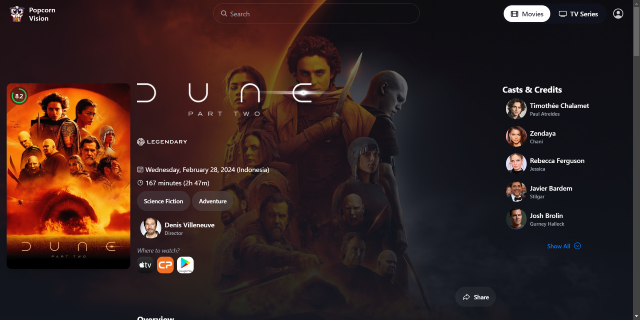 Popcorn
Vision
Search
Movies
TV Series
82
DUNE
PART TWO
DUNE
PART TWO
LEGENDARY
Wednesday, February 28, 2024 (Indonesia)
167 minutes (2h 47m)
Science Fiction
Adventure
Denis Villeneuve
Director
Where to watch?
tv
CP
Casts & Credits
Timothée Chalamet
Paul Atreides
Zendaya
Chani
Rebecca Ferguson
Jessica
Javier Bardem
Stilgar
Josh Brolin
Gurney Halleck
Show All
Share
Overview